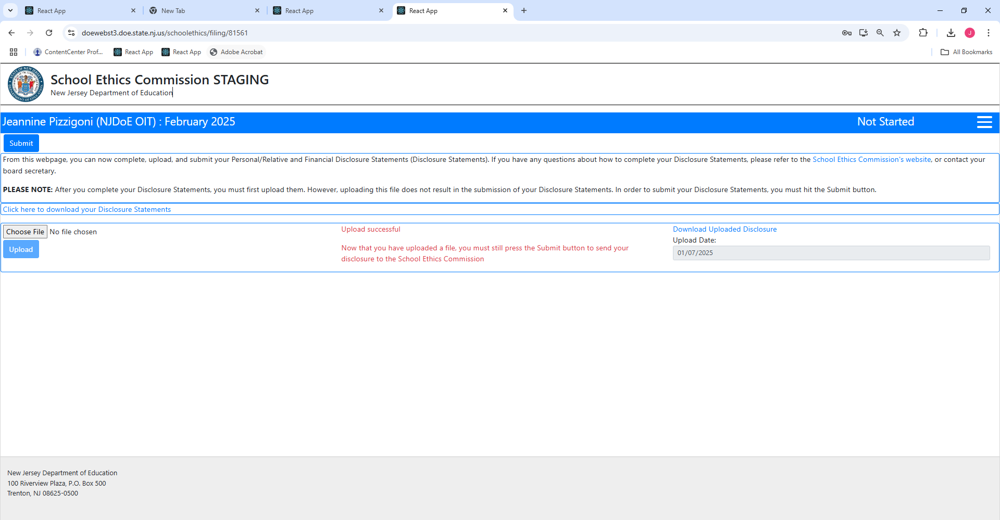 React App
New Tab
React App
React App
doewebst3.doe.state.nj.us/schoolethics/filing/81561
J
ContentCenter Prof...
React App
React App
Adobe Acrobat
All Bookmarks
School Ethics Commission STAGING
New Jersey Department of Education
Jeannine Pizzigoni (NJDoE OIT) : February 2025
Not Started
Submit
From this webpage, you can now complete, upload, and submit your Personal/Relative and Financial Disclosure Statements (Disclosure Statements). If you have any questions about how to complete your Disclosure Statements, please refer to the School Ethics Commission's website, or contact your
board secretary.
PLEASE NOTE: After you complete your Disclosure Statements, you must first upload them. However, uploading this file does not result in the submission of your Disclosure Statements. In order to submit your Disclosure Statements, you must hit the Submit button.
Click here to download your Disclosure Statements
Choose File No file chosen
Upload
Upload successful
Now that you have uploaded a file, you must still press the Submit button to send your
disclosure to the School Ethics Commission
Download Uploaded Disclosure
Upload Date:
01/07/2025
New Jersey Department of Education
100 Riverview Plaza, P.O. Box 500
Trenton, NJ 08625-0500